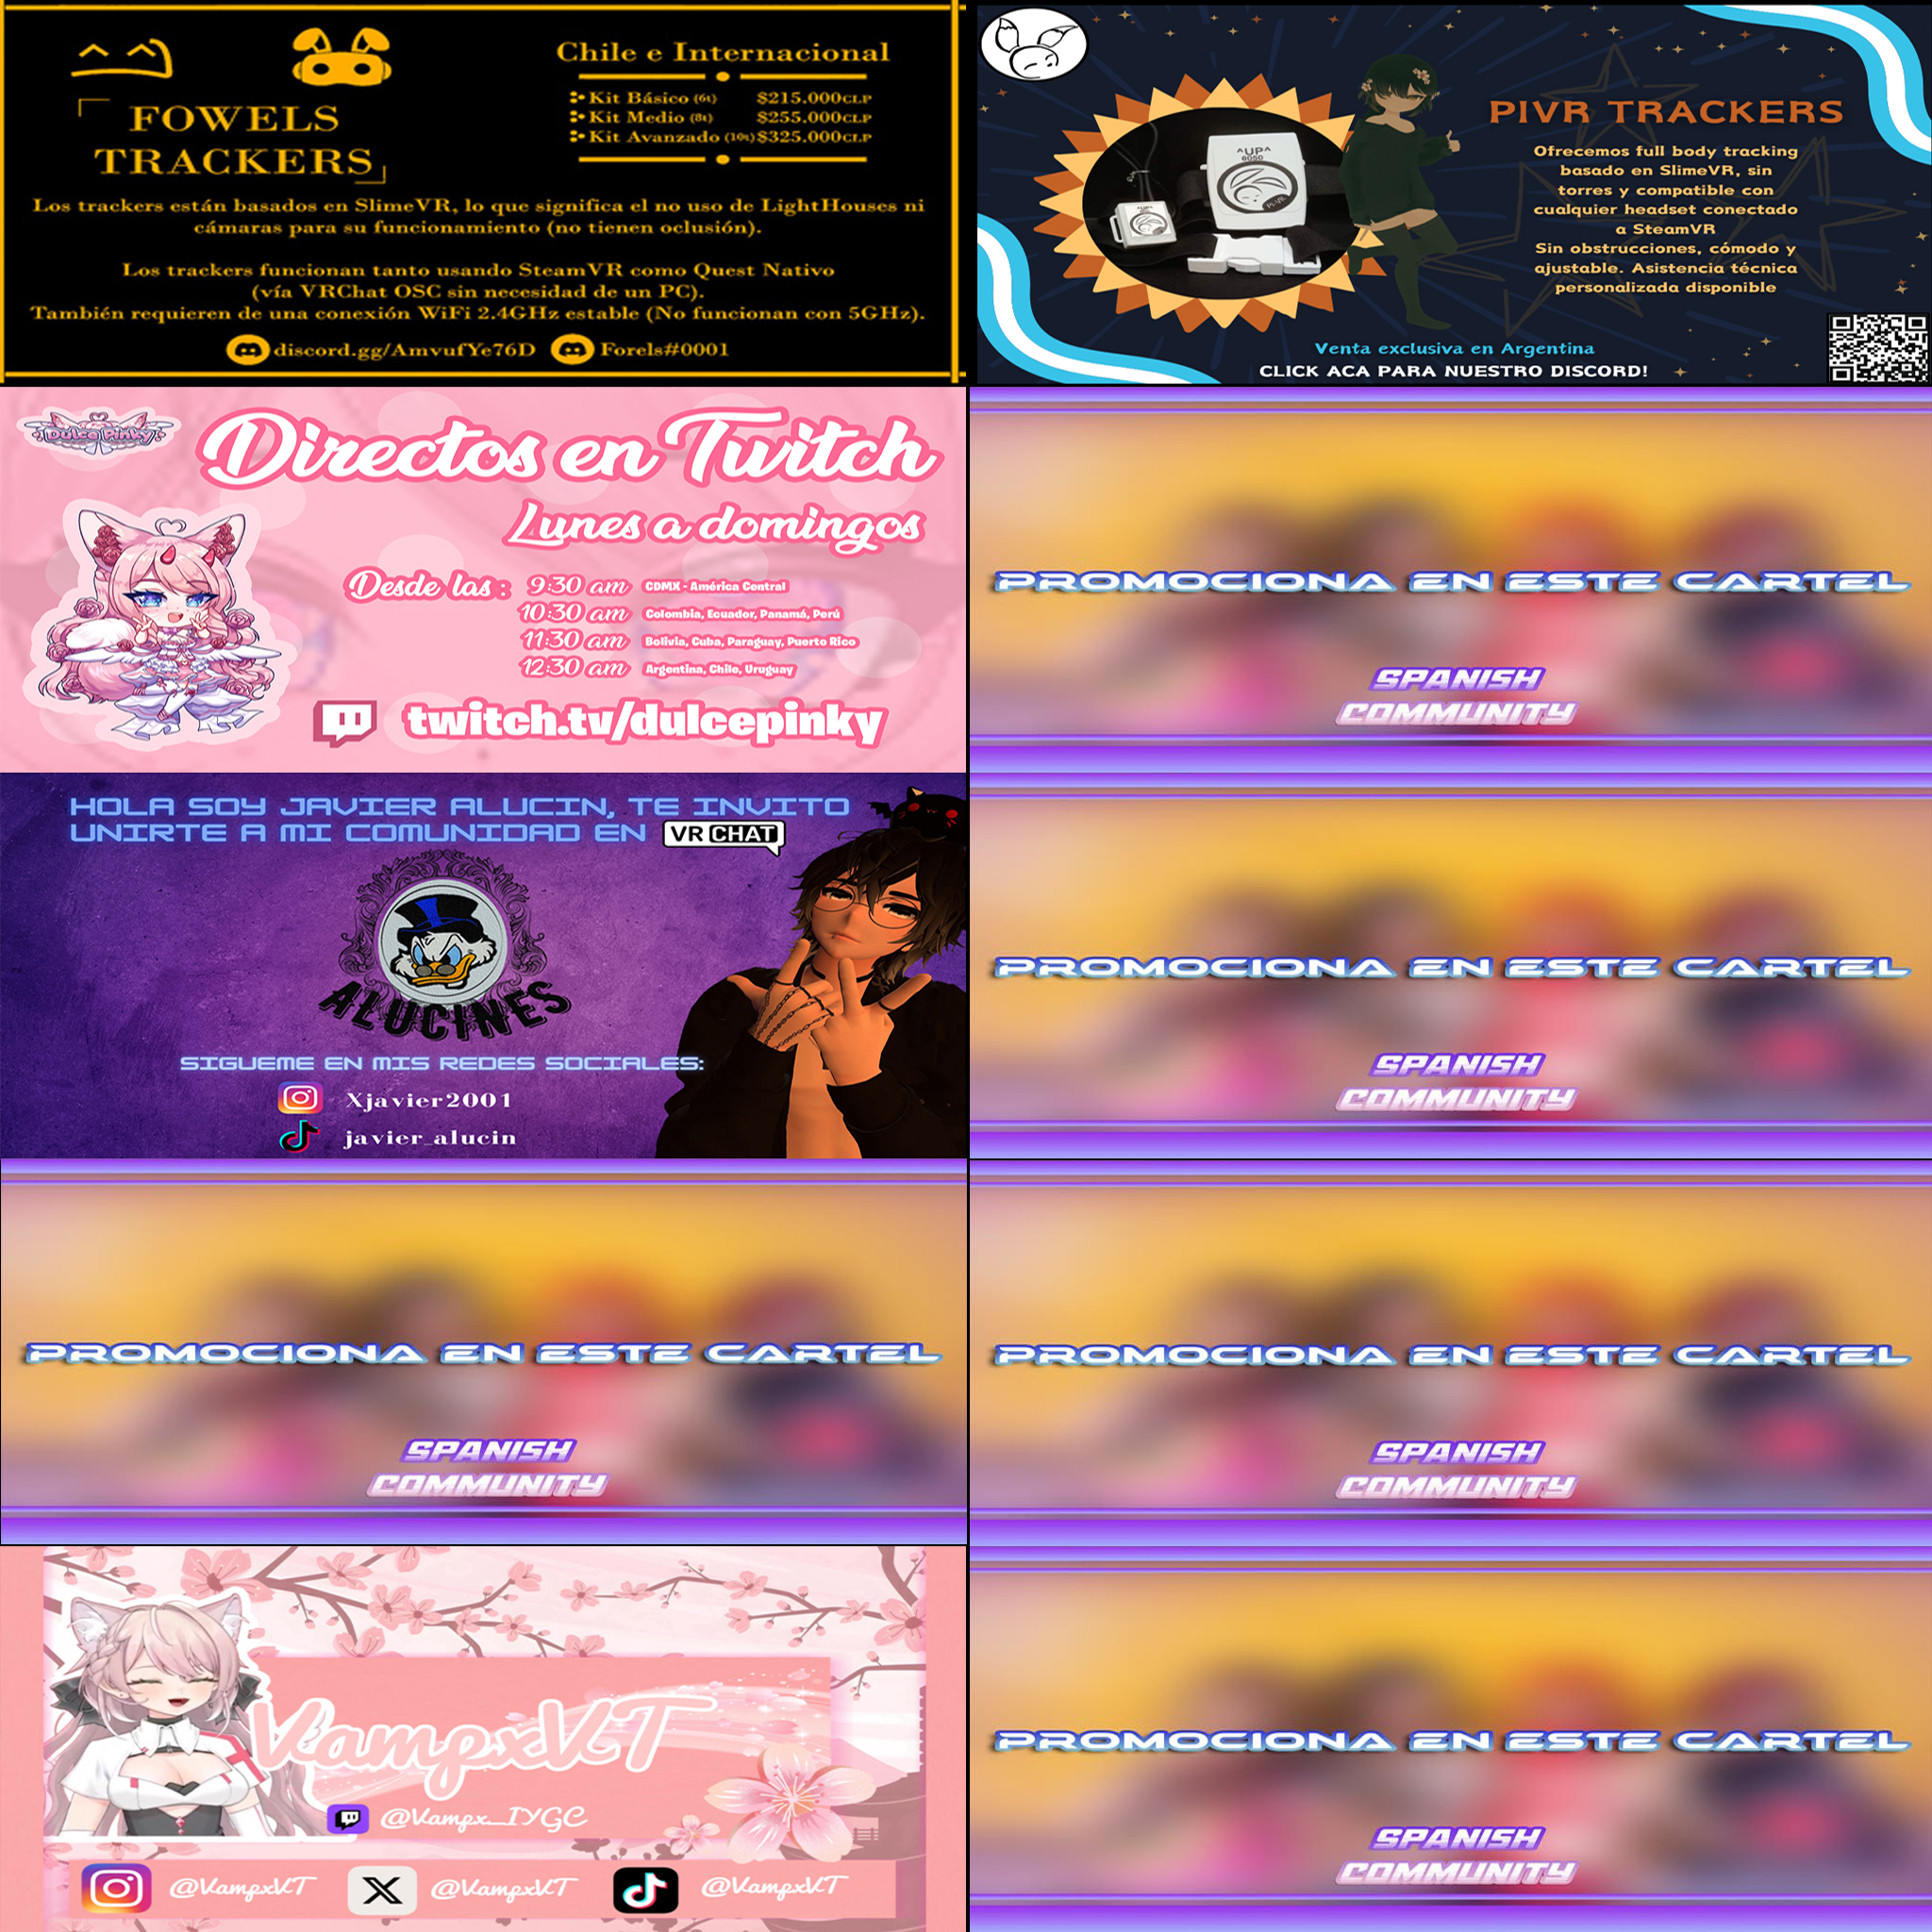 FOWELS
TRACKERS
Chile e Internacional
Kit Básico (6t) $215.000CLP
Kit Medio (8t) $255.000CLP
Kit Avanzado (10t) $325.000CLP
Los trackers están basados en SlimeVR, lo que significa el no uso de LightHouses ni
cámaras para su funcionamiento (no tienen oclusión).
Los trackers funcionan tanto usando SteamVR como Quest Nativo
(vía VRChat OSC sin necesidad de un PC).
También requieren de una conexión WiFi 2.4GHz estable (No funcionan con 5GHz).
discord.gg/AmvufYe76D Forels#0001
^UP^
6050
PI-VR
PIVR TRACKERS
Ofrecemos full body tracking
basado en SlimeVR, sin
torres y compatible con
cualquier headset conectado
a SteamVR
Sin obstrucciones, cómodo y
ajustable. Asistencia técnica
personalizada disponible
Venta exclusiva en Argentina
CLICK ACA PARA NUESTRO DISCORD!
Dulce Pinky
Directos en Twitch
Lunes a domingos
Desde las : 9:30 am CDMX - América Central
10:30 am Colombia, Ecuador, Panamá, Perú
11:30 am Bolivia, Cuba, Paraguay, Puerto Rico
12:30 am Argentina, Chile, Uruguay
twitch.tv/dulcepinky
PROMOCIONA EN ESTE CARTEL
SPANISH
COMMUNITY
HOLA SOY JAVIER ALUCIN, TE INVITO
UNIRTE A MI COMUNIDAD EN VRCHAT
ALUCINES
SIGUEME EN MIS REDES SOCIALES:
Xjavier2001
javier_alucin
PROMOCIONA EN ESTE CARTEL
SPANISH
COMMUNITY
PROMOCIONA EN ESTE CARTEL
SPANISH
COMMUNITY
PROMOCIONA EN ESTE CARTEL
SPANISH
COMMUNITY
VampxVT
@Vampx_IYGC
@VampxVT @VampxVT @VampxVT
PROMOCIONA EN ESTE CARTEL
SPANISH
COMMUNITY